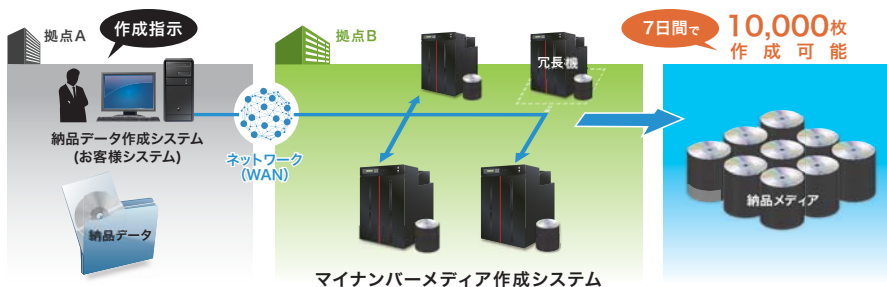 拠点A
作成指示
納品データ作成システム
(お客様システム)
納品データ
ネットワーク
(WAN)
拠点B
冗長機
マイナンバーメディア作成システム
7日間で
10,000枚
作成可能
納品メディア